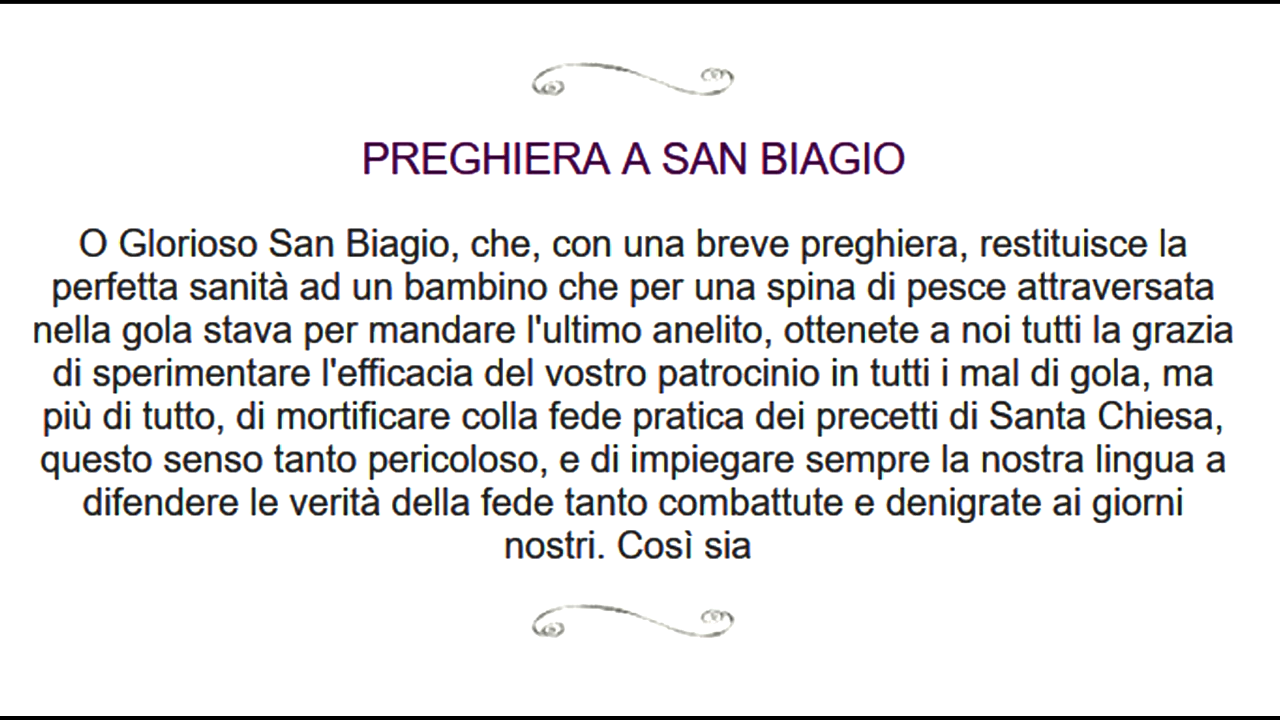 PREGHIERA A SAN BIAGIO
O Glorioso San Biagio, che, con una breve preghiera, restituisce la
perfetta sanità ad un bambino che per una spina di pesce attraversata
nella gola stava per mandare l'ultimo anelito, ottenete a noi tutti la grazia
di sperimentare l'efficacia del vostro patrocinio in tutti i mal di gola, ma
più di tutto, di mortificare colla fede pratica dei precetti di Santa Chiesa,
questo senso tanto pericoloso, e di impiegare sempre la nostra lingua a
difendere le verità della fede tanto combattute e denigrate ai giorni
nostri. Così sia